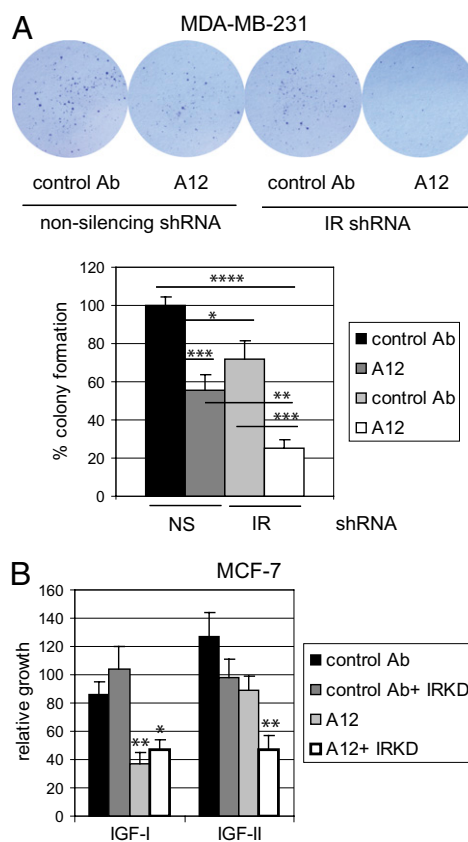 A
MDA-MB-231
control Ab A12 control Ab A12
non-silencing shRNA IR shRNA
% colony formation
120
100
80
60
40
20
0
****
*
***
**
***
NS IR shRNA
control Ab
A12
control Ab
A12
B
MCF-7
relative growth
160
140
120
100
80
60
40
20
0
**
*
**
IGF-I IGF-II
control Ab
control Ab+ IRKD
A12
A12+ IRKD